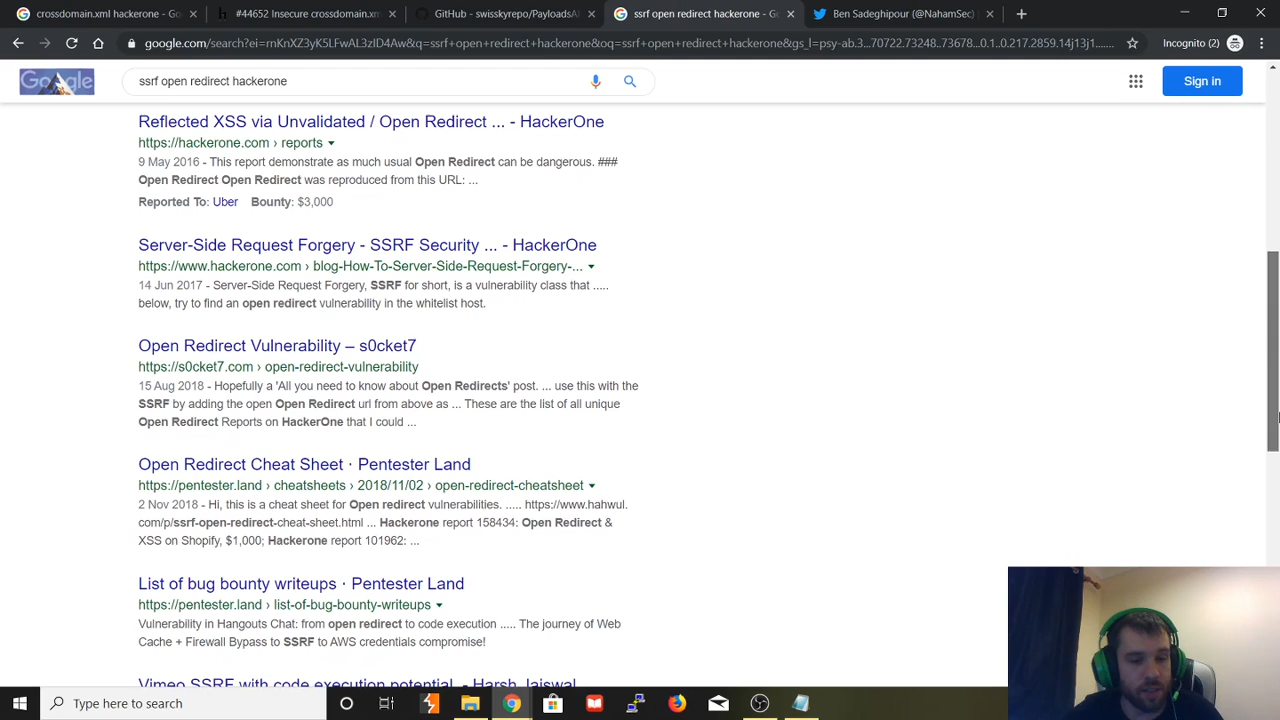 crossdomain.xml hackerone - Go
#44652 Insecure crossdomain.xm
GitHub - swisskyrepo/PayloadsAl
ssrf open redirect hackerone - Go
Ben Sadeghipour (@NahamSec) |
google.com/search?ei=rnKnXZ3yK5LFwAL3zID4Aw&q=ssrf+open+redirect+hackerone&oq=ssrf+open+redirect+hackerone&gs_l=psy-ab.3...70722.73248..73678...0.1..0.217.2859.14j13j1....
Incognito (2)
Google
ssrf open redirect hackerone
Sign in
Reflected XSS via Unvalidated / Open Redirect ... - HackerOne
https://hackerone.com › reports
9 May 2016 - This report demonstrate as much usual Open Redirect can be dangerous. ###
Open Redirect Open Redirect was reproduced from this URL: ...
Reported To: Uber Bounty: $3,000
Server-Side Request Forgery - SSRF Security ... - HackerOne
https://www.hackerone.com › blog-How-To-Server-Side-Request-Forgery-...
14 Jun 2017 - Server-Side Request Forgery, SSRF for short, is a vulnerability class that .....
below, try to find an open redirect vulnerability in the whitelist host.
Open Redirect Vulnerability – s0cket7
https://s0cket7.com › open-redirect-vulnerability
15 Aug 2018 - Hopefully a 'All you need to know about Open Redirects' post. ... use this with the
SSRF by adding the open Open Redirect url from above as ... These are the list of all unique
Open Redirect Reports on HackerOne that I could ...
Open Redirect Cheat Sheet · Pentester Land
https://pentester.land › cheatsheets › 2018/11/02 › open-redirect-cheatsheet
2 Nov 2018 - Hi, this is a cheat sheet for Open redirect vulnerabilities. ..... https://www.hahwul.
com/p/ssrf-open-redirect-cheat-sheet.html ... Hackerone report 158434: Open Redirect &
XSS on Shopify, $1,000; Hackerone report 101962: ...
List of bug bounty writeups · Pentester Land
https://pentester.land › list-of-bug-bounty-writeups
Vulnerability in Hangouts Chat: from open redirect to code execution ..... The journey of Web
Cache + Firewall Bypass to SSRF to AWS credentials compromise!
Vimeo SSRF with code execution potential. - Harsh Jaiswal
Type here to search